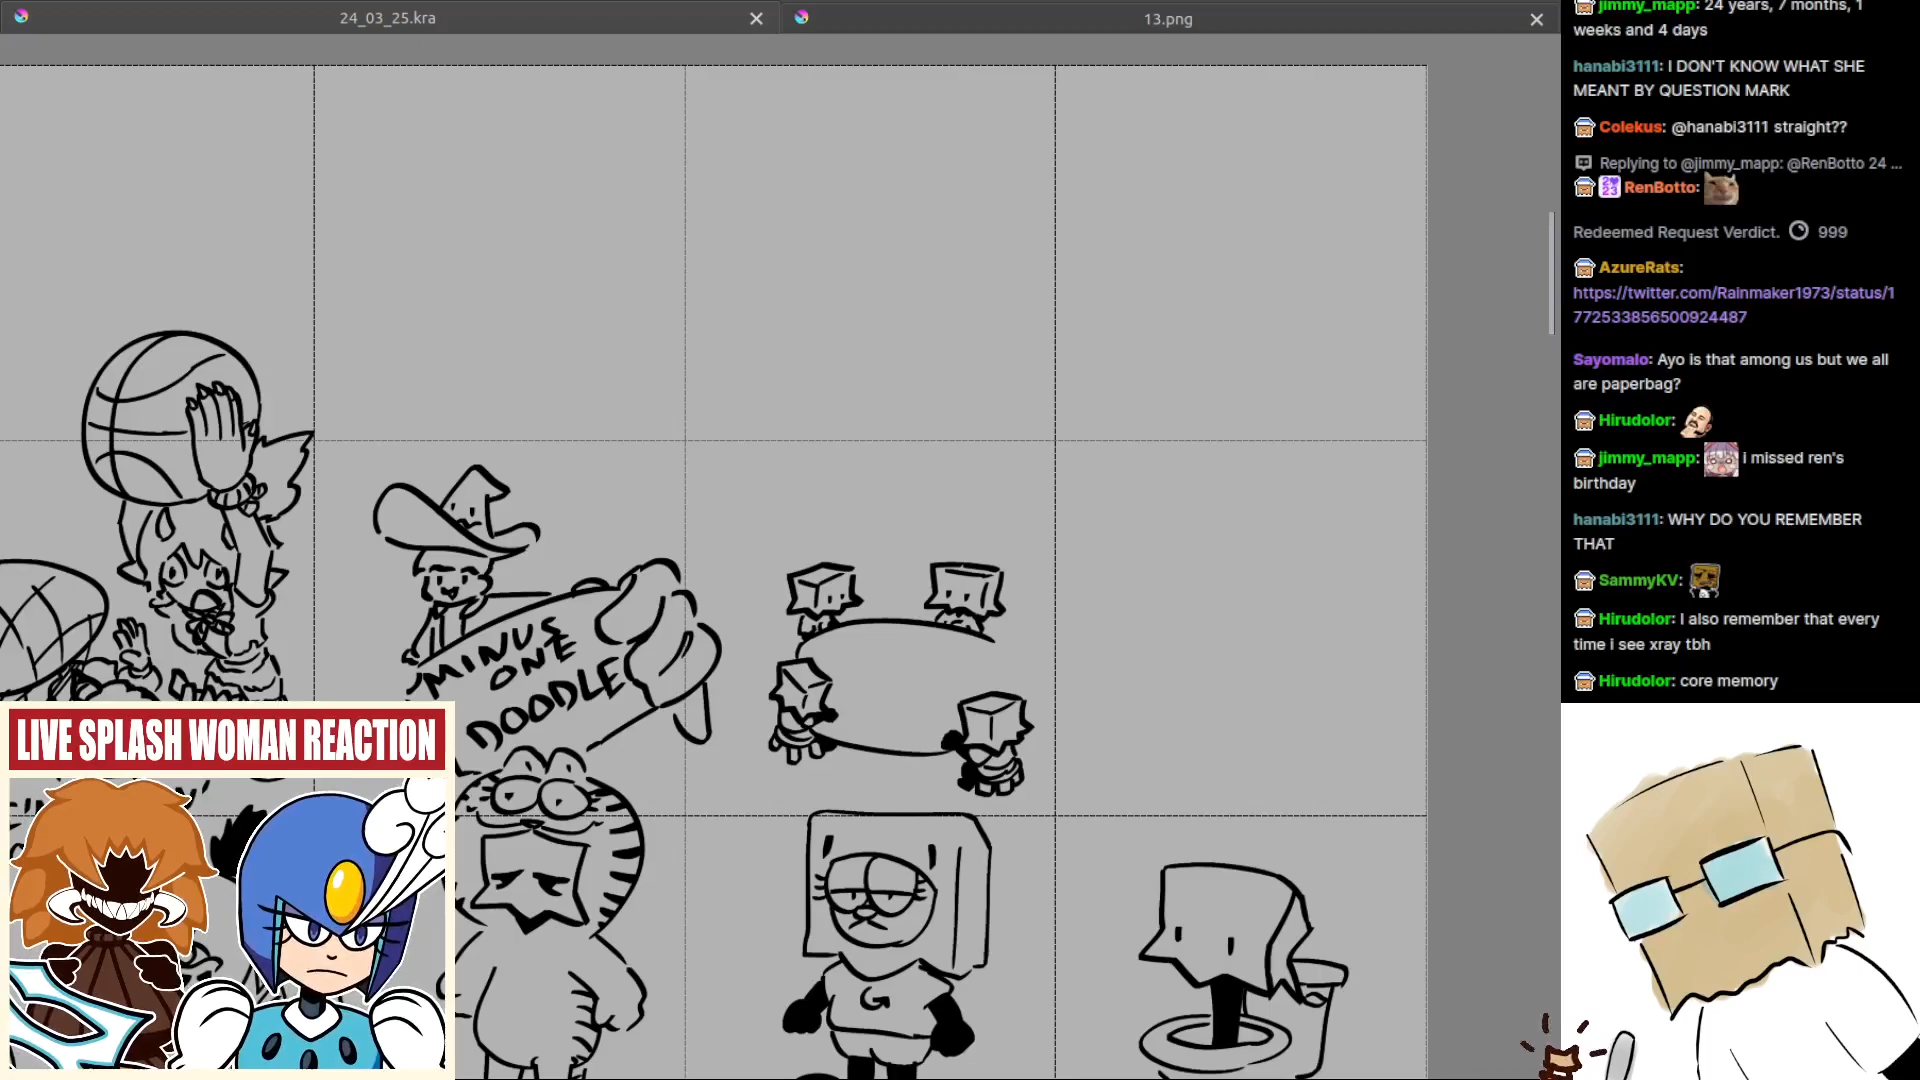 24_03_25.kra
13.png
jimmy_mapp: 24 years, 7 months, 1
weeks and 4 days
hanabi3111: I DON'T KNOW WHAT SHE
MEANT BY QUESTION MARK
Colekus: @hanabi3111 straight??
Replying to @jimmy_mapp: @RenBotto 24 ...
RenBotto:
Redeemed Request Verdict. 999
AzureRats:
https://twitter.com/Rainmaker1973/status/1
772533856500924487
Sayomalo: Ayo is that among us but we all
are paperbag?
Hirudolor:
jimmy_mapp: i missed ren's
birthday
hanabi3111: WHY DO YOU REMEMBER
THAT
SammyKV:
Hirudolor: I also remember that every
time i see xray tbh
Hirudolor: core memory
MINUS
ONE
DOODLE
LIVE SPLASH WOMAN REACTION
G